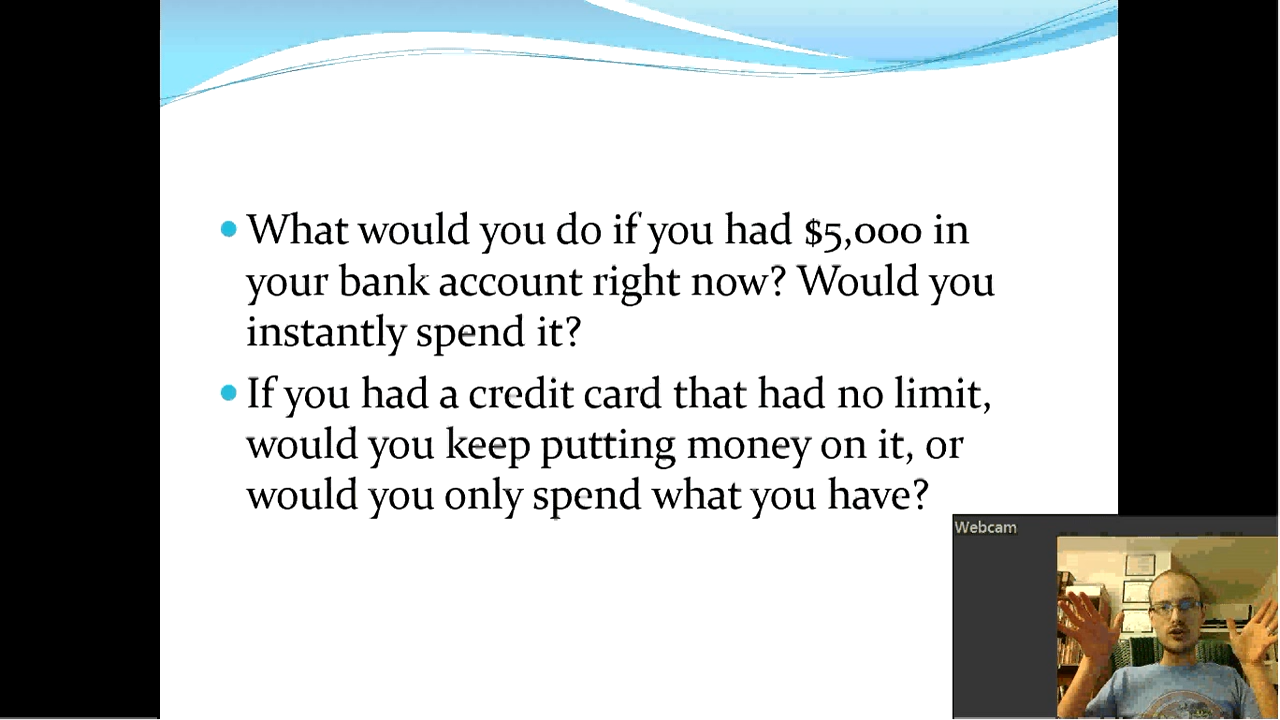 What would you do if you had $5,000 in
your bank account right now? Would you
instantly spend it?
If you had a credit card that had no limit,
would you keep putting money on it, or
would you only spend what you have?
Webcam